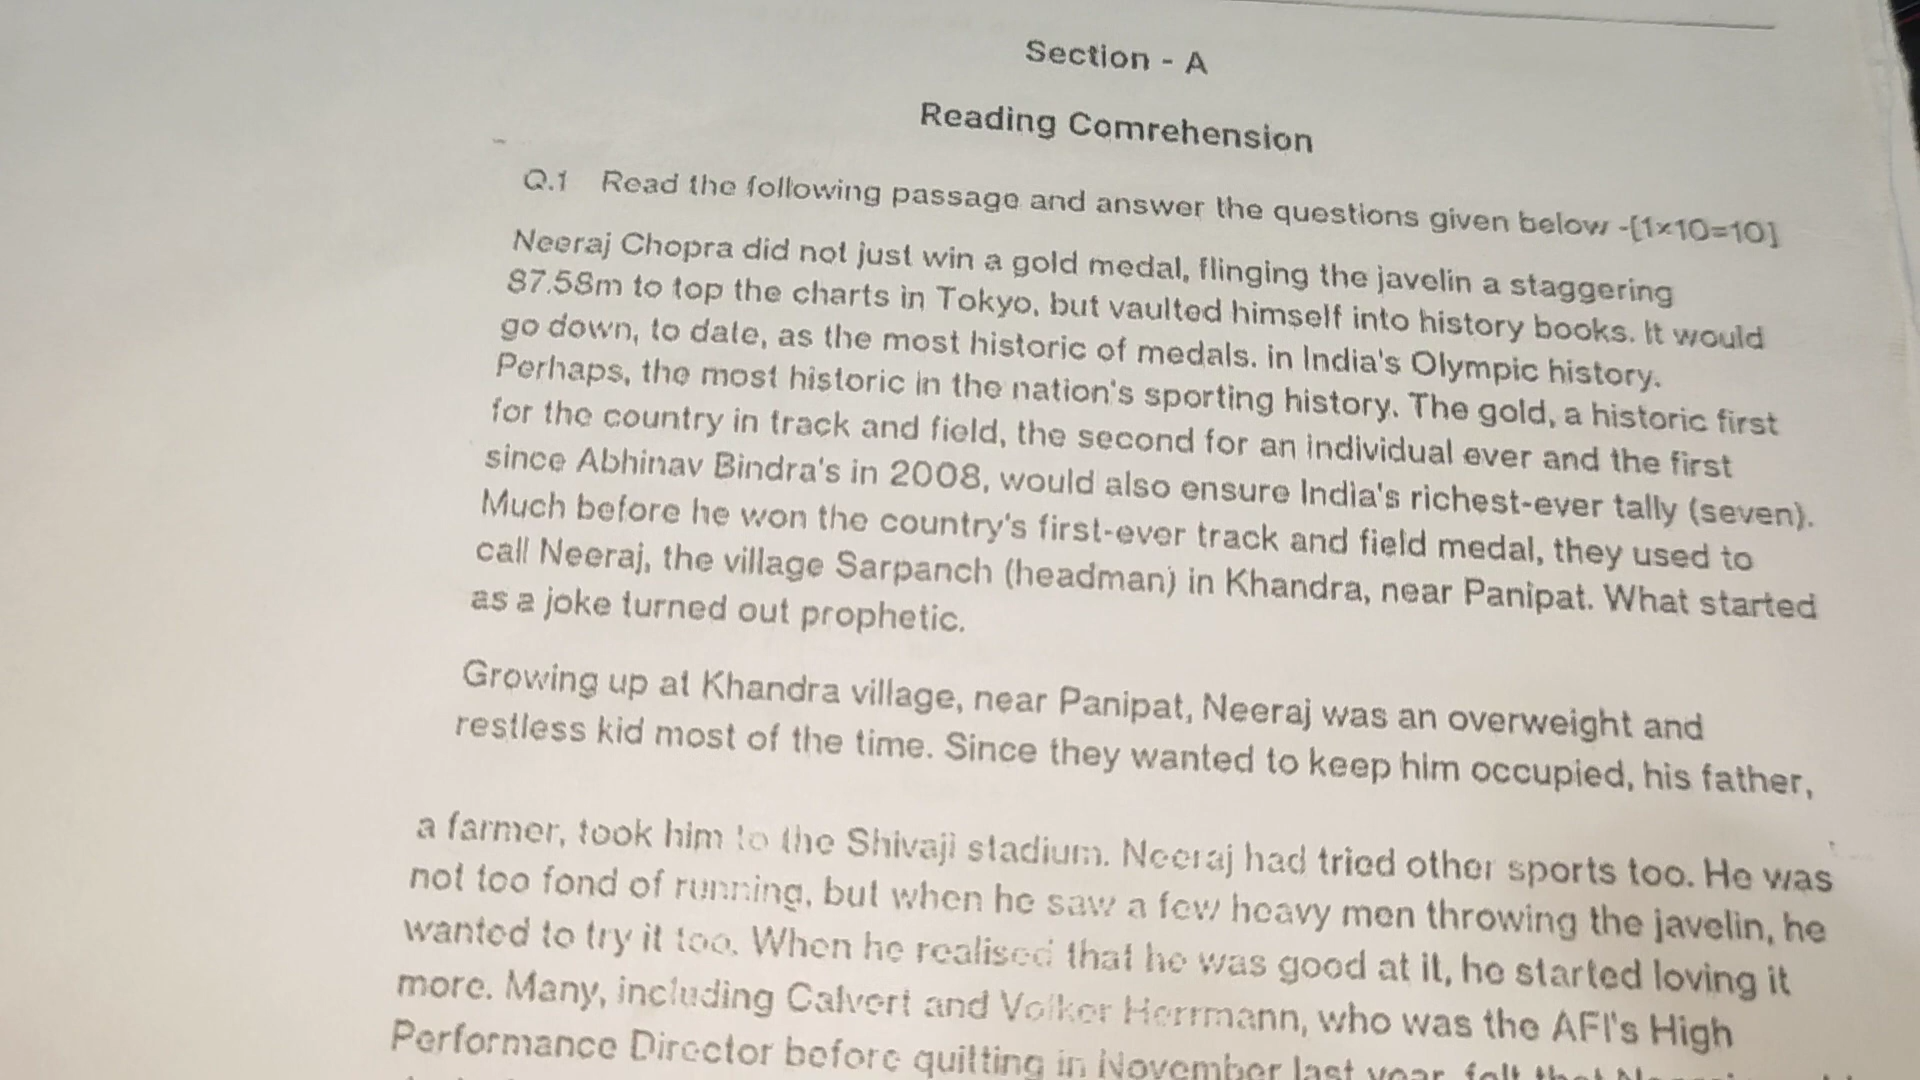 Section - A
Reading Comrehension
Q.1 Read the following passage and answer the questions given below -[1×10=10]
Neeraj Chopra did not just win a gold medal, flinging the javelin a staggering
87.58m to top the charts in Tokyo, but vaulted himself into history books. It would
go down, to date, as the most historic of medals. in India's Olympic history.
Perhaps, the most historic in the nation's sporting history. The gold, a historic first
for the country in track and field, the second for an individual ever and the first
since Abhinav Bindra's in 2008, would also ensure India's richest-ever tally (seven).
Much before he won the country's first-ever track and field medal, they used to
call Neeraj, the village Sarpanch (headman) in Khandra, near Panipat. What started
as a joke turned out prophetic.
Growing up at Khandra village, near Panipat, Neeraj was an overweight and
restless kid most of the time. Since they wanted to keep him occupied, his father,
a farmer, took him to the Shivaji stadium. Neeraj had tried other sports too. He was
not too fond of running, but when he saw a few heavy men throwing the javelin, he
wanted to try it too. When he realised that he was good at it, he started loving it
more. Many, including Calvert and Volker Herrmann, who was the AFI's High
Performance Director before quitting in November last year, felt that